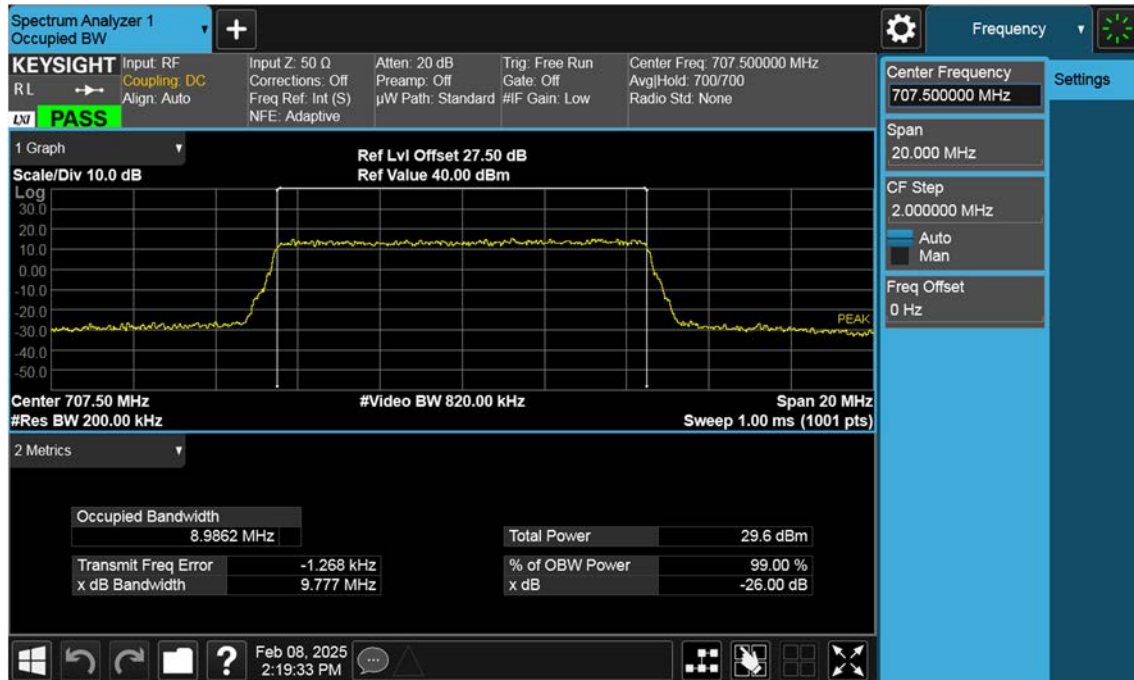 Spectrum Analyzer 1
Occupied BW
+
Frequency
KEYSIGHT
RL
LXI PASS
Input: RF
Coupling: DC
Align: Auto
Input Z: 50 Ω
Corrections: Off
Freq Ref: Int (S)
NFE: Adaptive
Atten: 20 dB
Preamp: Off
µW Path: Standard
Trig: Free Run
Gate: Off
#IF Gain: Low
Center Freq: 707.500000 MHz
Avg|Hold: 700/700
Radio Std: None
1 Graph
Scale/Div 10.0 dB
Ref Lvl Offset 27.50 dB
Ref Value 40.00 dBm
Log
30.0
20.0
10.0
0.00
-10.0
-20.0
-30.0
-40.0
-50.0
PEAK
Center 707.50 MHz
#Res BW 200.00 kHz
#Video BW 820.00 kHz
Span 20 MHz
Sweep 1.00 ms (1001 pts)
2 Metrics
Occupied Bandwidth
8.9862 MHz
Transmit Freq Error -1.268 kHz
x dB Bandwidth 9.777 MHz
Total Power 29.6 dBm
% of OBW Power 99.00 %
x dB -26.00 dB
?
Feb 08, 2025
2:19:33 PM
Center Frequency
707.500000 MHz
Span
20.000 MHz
CF Step
2.000000 MHz
Auto
Man
Freq Offset
0 Hz
Settings